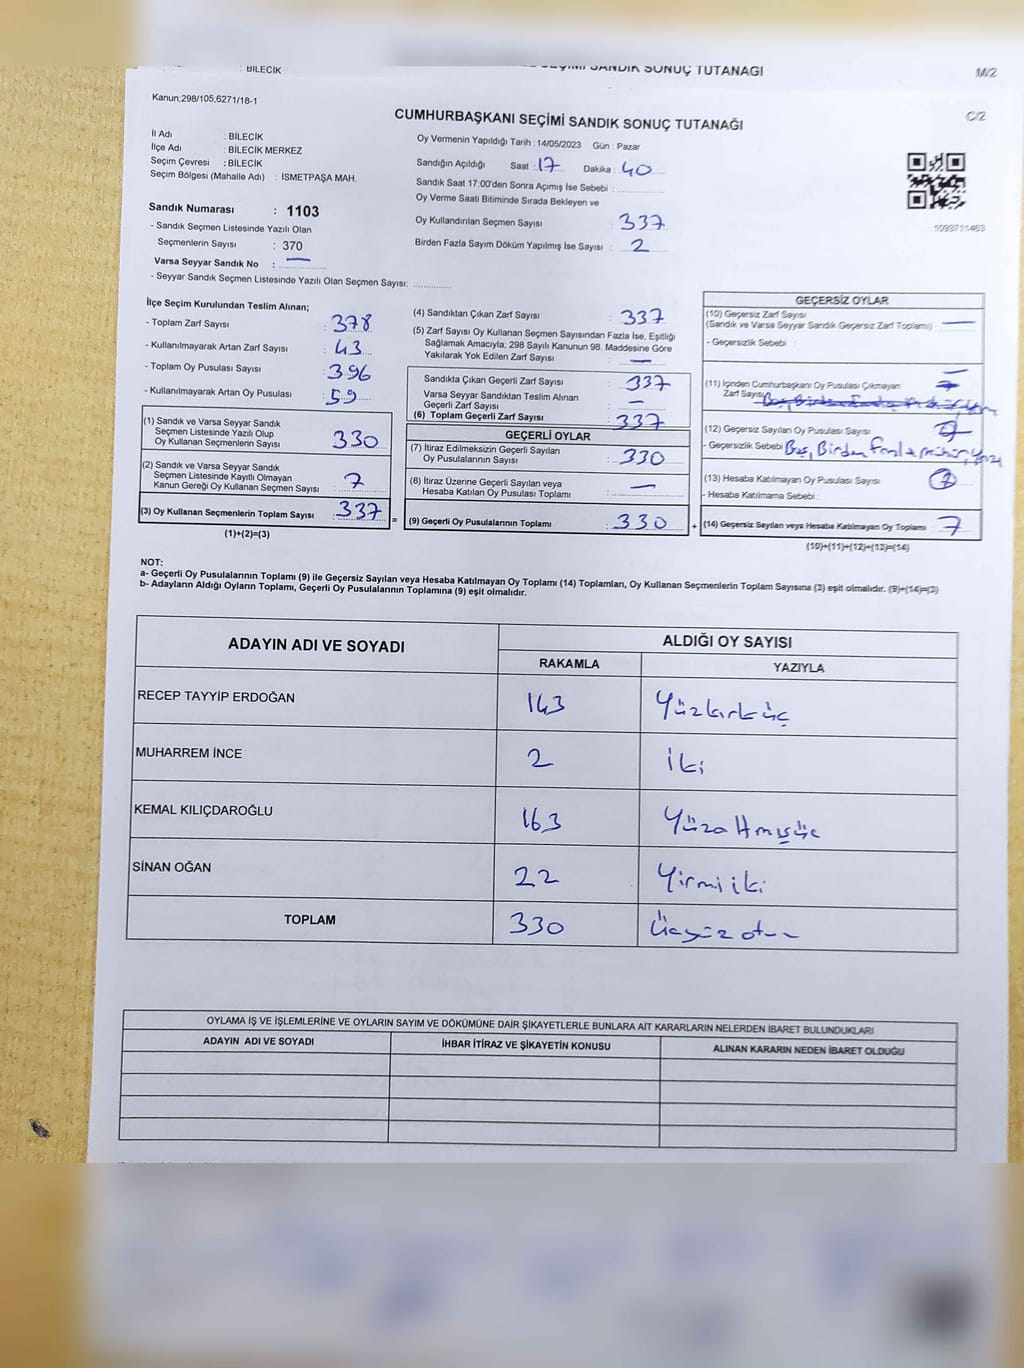 BİLECİK
SANDIK SONUÇ TUTANAĞI
M/2
Kanun;298/105;6271/18-1
C/2
CUMHURBAŞKANI SEÇİMİ SANDIK SONUÇ TUTANAĞI
İl Adı : BİLECİK
İlçe Adı : BİLECİK MERKEZ
Seçim Çevresi : BİLECİK
Seçim Bölgesi (Mahalle Adı) : İSMETPAŞA MAH.
Oy Vermenin Yapıldığı Tarih : 14/05/2023 Gün : Pazar
Sandığın Açıldığı Saat : 17 Dakika : 40
Sandık Saat 17:00'den Sonra Açımış İse Sebebi :
Oy Verme Saati Bitiminde Sırada Bekleyen ve
Oy Kullandırılan Seçmen Sayısı : 337
Birden Fazla Sayım Döküm Yapılmış İse Sayısı : 2
1093711463
Sandık Numarası : 1103
- Sandık Seçmen Listesinde Yazılı Olan
Seçmenlerin Sayısı : 370
Varsa Seyyar Sandık No : —
- Seyyar Sandık Seçmen Listesinde Yazılı Olan Seçmen Sayısı:
İlçe Seçim Kurulundan Teslim Alınan;
- Toplam Zarf Sayısı : 378
- Kullanılmayarak Artan Zarf Sayısı : 43
- Toplam Oy Pusulası Sayısı : 396
- Kullanılmayarak Artan Oy Pusulası : 59
(1) Sandık ve Varsa Seyyar Sandık
Seçmen Listesinde Yazılı Olup
Oy Kullanan Seçmenlerin Sayısı : 330
(2) Sandık ve Varsa Seyyar Sandık
Seçmen Listesinde Kayıtlı Olmayan
Kanun Gereği Oy Kullanan Seçmen Sayısı : 7
(3) Oy Kullanan Seçmenlerin Toplam Sayısı : 337
(1)+(2)=(3)
(4) Sandıktan Çıkan Zarf Sayısı : 337
(5) Zarf Sayısı Oy Kullanan Seçmen Sayısından Fazla İse, Eşitliği
Sağlamak Amacıyla; 298 Sayılı Kanunun 98. Maddesine Göre
Yakılarak Yok Edilen Zarf Sayısı : —
Sandıkta Çıkan Geçerli Zarf Sayısı : 337
Varsa Seyyar Sandıktan Teslim Alınan
Geçerli Zarf Sayısı : —
(6) Toplam Geçerli Zarf Sayısı : 337
GEÇERLİ OYLAR
(7) İtiraz Edilmeksizin Geçerli Sayılan
Oy Pusulalarının Sayısı : 330
(8) İtiraz Üzerine Geçerli Sayılan veya
Hesaba Katılan Oy Pusulası Toplamı : —
= (9) Geçerli Oy Pusulalarının Toplamı : 330
GEÇERSİZ OYLAR
(10) Geçersiz Zarf Sayısı
(Sandık ve Varsa Seyyar Sandık Geçersiz Zarf Toplamı) : —
- Geçersizlik Sebebi :
(11) İçinden Cumhurbaşkanı Oy Pusulası Çıkmayan
Zarf Sayısı
(12) Geçersiz Sayılan Oy Pusulası Sayısı : 7
- Geçersizlik Sebebi Boş, Birden fazla mühür, yazı
(13) Hesaba Katılmayan Oy Pusulası Sayısı : 7
- Hesaba Katılmama Sebebi :
+ (14) Geçersiz Sayılan veya Hesaba Katılmayan Oy Toplamı : 7
(10)+(11)+(12)+(13)=(14)
NOT:
a- Geçerli Oy Pusulalarının Toplamı (9) ile Geçersiz Sayılan veya Hesaba Katılmayan Oy Toplamı (14) Toplamları, Oy Kullanan Seçmenlerin Toplam Sayısına (3) eşit olmalıdır. (9)+(14)=(3)
b- Adayların Aldığı Oyların Toplamı, Geçerli Oy Pusulalarının Toplamına (9) eşit olmalıdır.
ADAYIN ADI VE SOYADI
ALDIĞI OY SAYISI
RAKAMLA YAZIYLA
RECEP TAYYİP ERDOĞAN 143 Yüzkırküç
MUHARREM İNCE 2 iki
KEMAL KILIÇDAROĞLU 163 Yüzaltmışüç
SİNAN OĞAN 22 Yirmiiki
TOPLAM 330 Üçyüzotuz
OYLAMA İŞ VE İŞLEMLERİNE VE OYLARIN SAYIM VE DÖKÜMÜNE DAİR ŞİKAYETLERLE BUNLARA AİT KARARLARIN NELERDEN İBARET BULUNDUKLARI
ADAYIN ADI VE SOYADI İHBAR İTİRAZ VE ŞİKAYETİN KONUSU ALINAN KARARIN NEDEN İBARET OLDUĞU